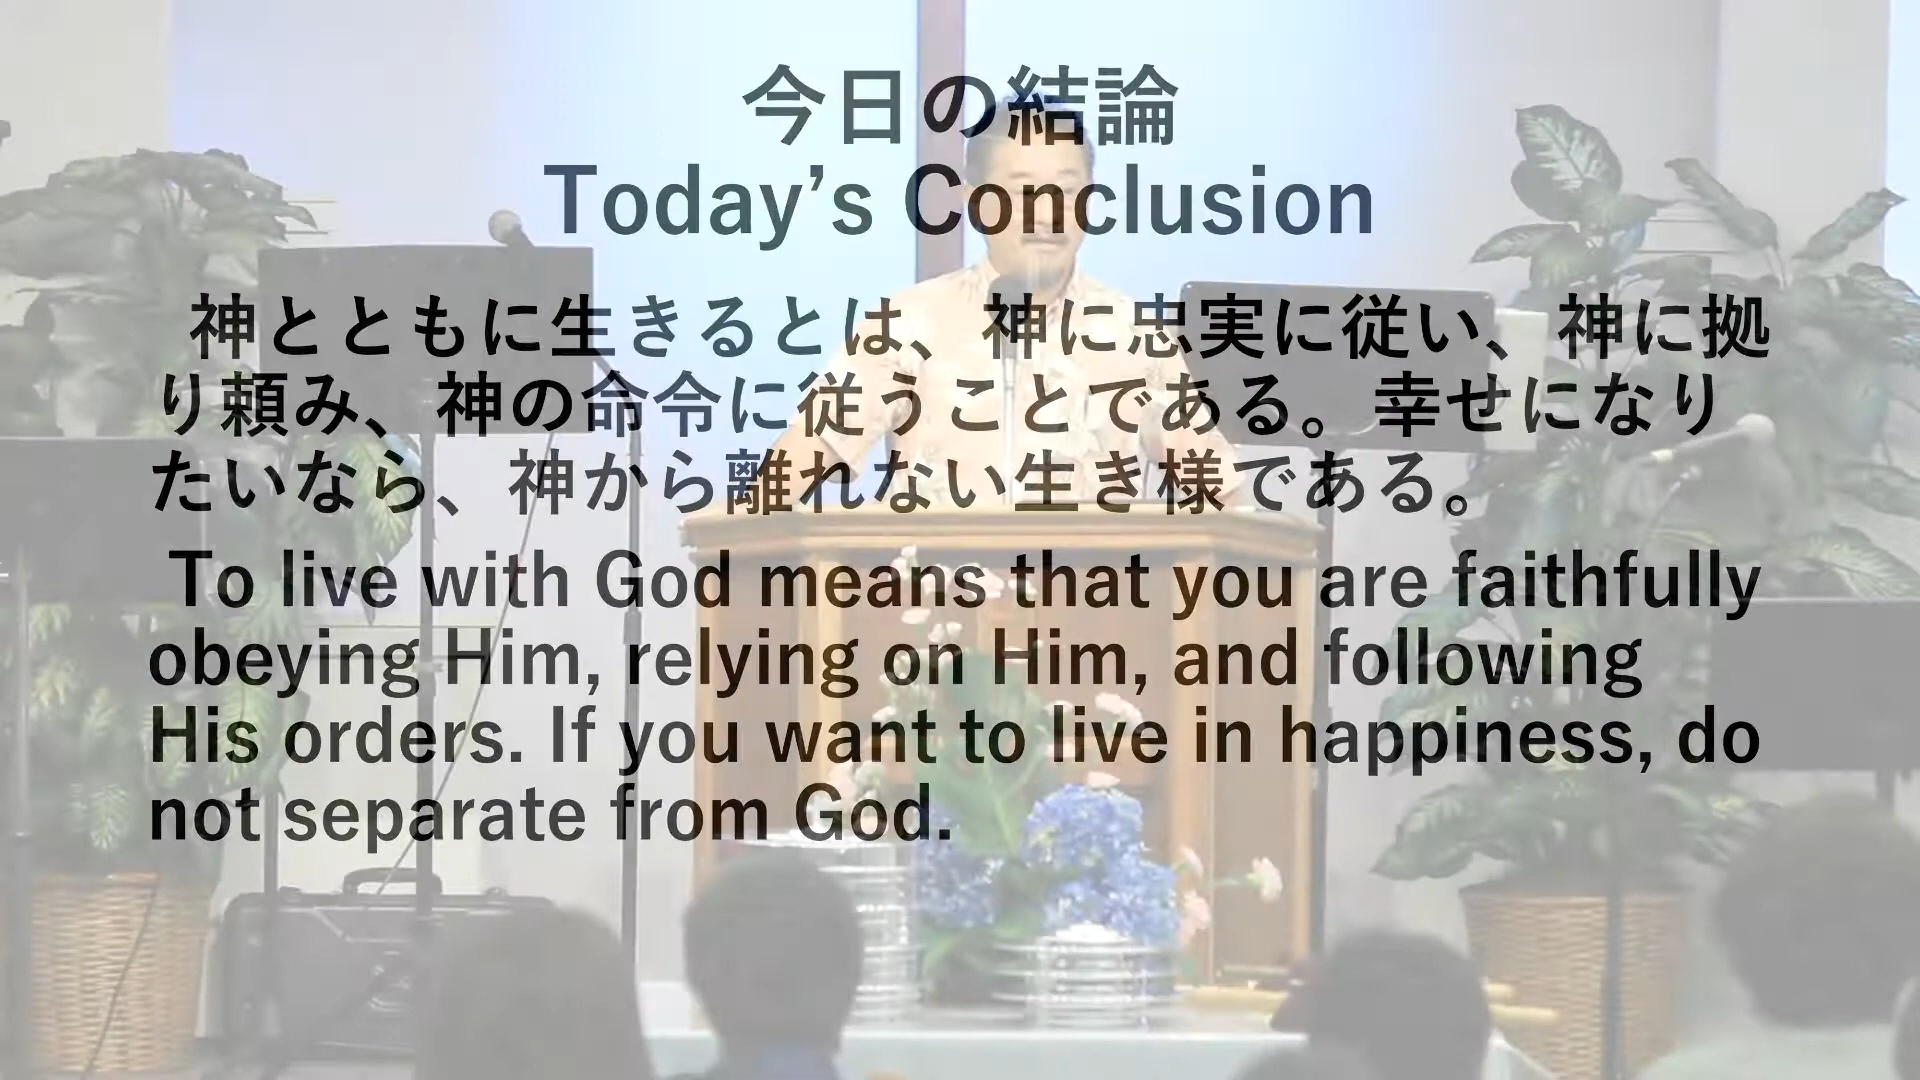 今日の結論
Today’s Conclusion
神とともに生きるとは、神に忠実に従い、神に拠
り頼み、神の命令に従うことである。幸せになり
たいなら、神から離れない生き様である。
To live with God means that you are faithfully
obeying Him, relying on Him, and following
His orders. If you want to live in happiness, do
not separate from God.